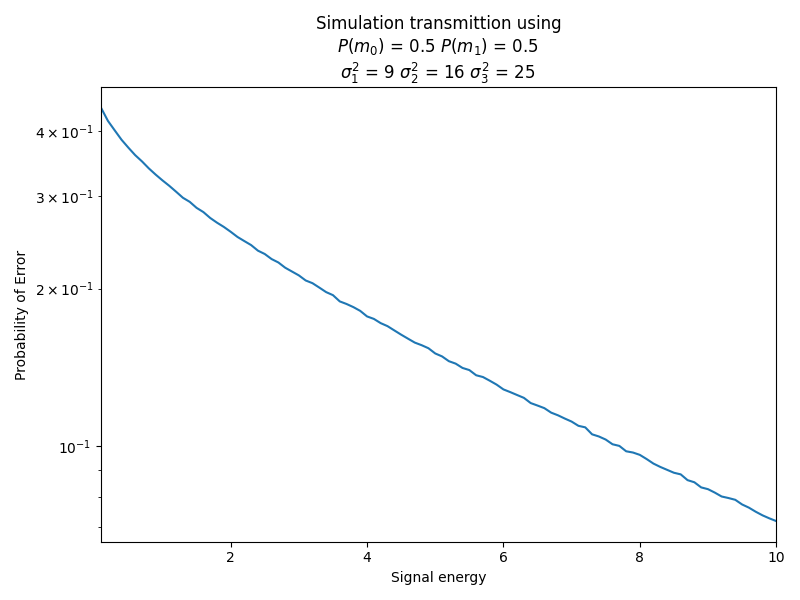 Simulation transmittion using
P(m₀) = 0.5 P(m₁) = 0.5
σ₁² = 9 σ₂² = 16 σ₃² = 25
4 × 10⁻¹
3 × 10⁻¹
2 × 10⁻¹
10⁻¹
Probability of Error
2 4 6 8 10
Signal energy